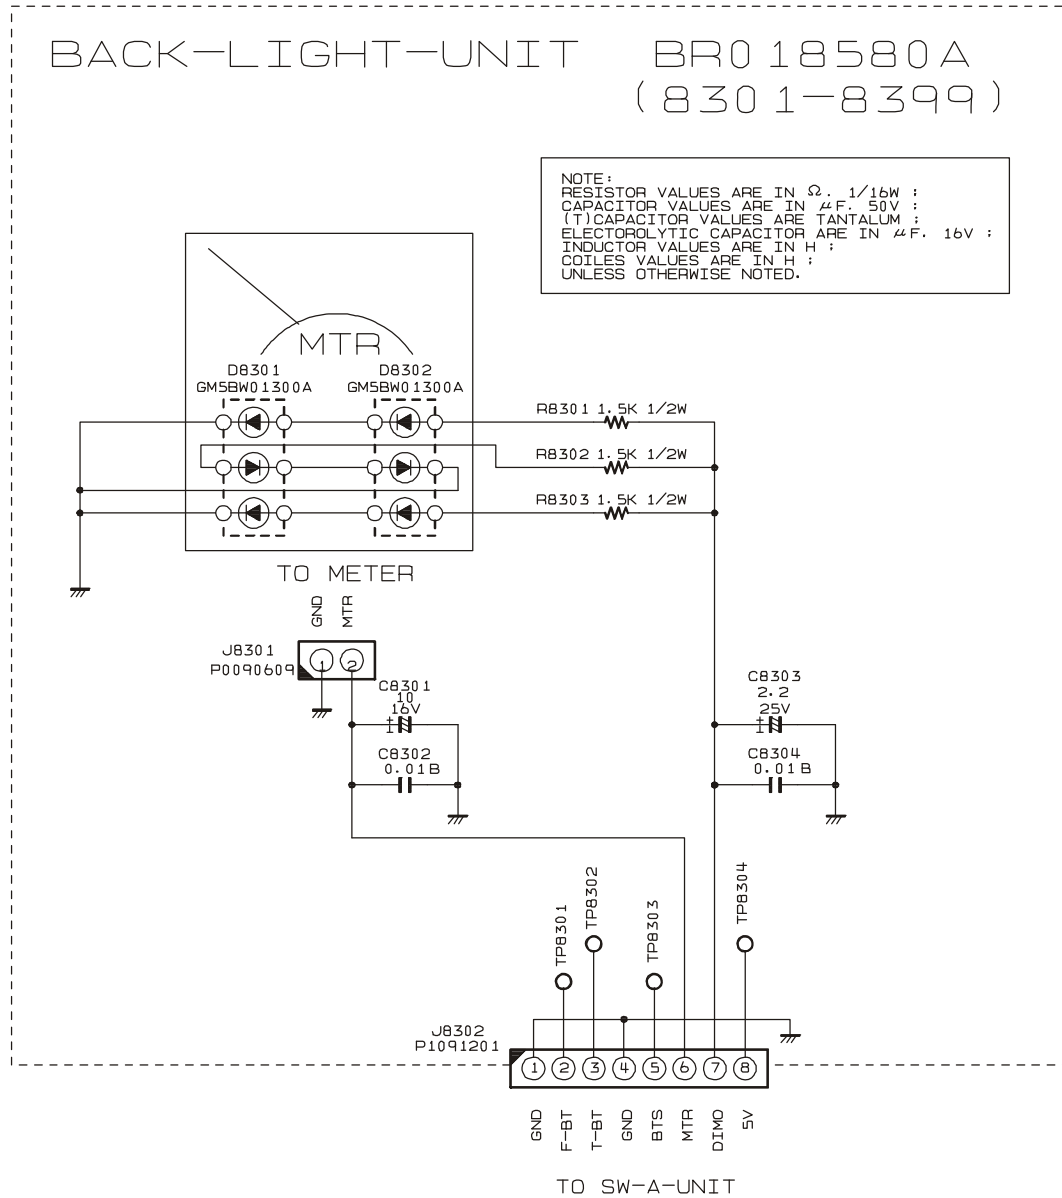 BACK-LIGHT-UNIT BR018580A
(8301-8399)
NOTE:
RESISTOR VALUES ARE IN Ω. 1/16W ;
CAPACITOR VALUES ARE IN μF. 50V ;
(T)CAPACITOR VALUES ARE TANTALUM ;
ELECTOROLYTIC CAPACITOR ARE IN μF. 16V ;
INDUCTOR VALUES ARE IN H ;
COILES VALUES ARE IN H ;
UNLESS OTHERWISE NOTED.
MTR
D8301
GM5BW01300A
D8302
GM5BW01300A
R8301 1.5K 1/2W
R8302 1.5K 1/2W
R8303 1.5K 1/2W
TO METER
GND
MTR
J8301
P0090609
1 2
C8301
10
16V
C8302
0.01B
C8303
2.2
25V
C8304
0.01B
TP8301
TP8302
TP8303
TP8304
J8302
P1091201
1 2 3 4 5 6 7 8
GND
F-BT
T-BT
GND
BTS
MTR
DIMO
5V
TO SW-A-UNIT